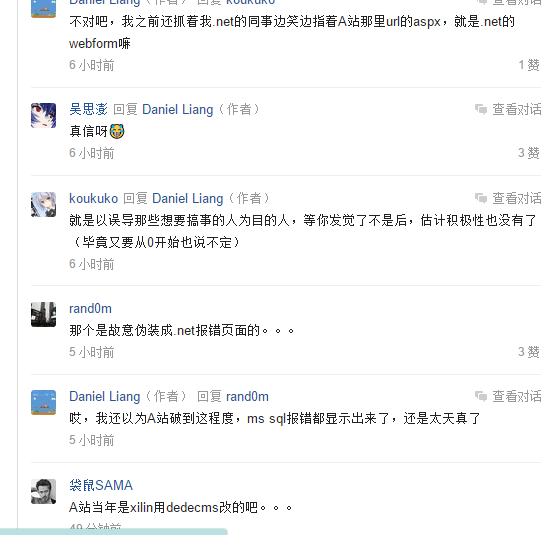 Daniel Liang（作者） 回复 koukuko 查看对话
不对吧，我之前还抓着我.net的同事边笑边指着A站那里url的aspx，就是.net的
webform嘛
6 小时前 1 赞
吴思澎 回复 Daniel Liang（作者） 查看对话
真信呀😂
6 小时前 3 赞
koukuko 回复 Daniel Liang（作者） 查看对话
就是以误导那些想要搞事的人为目的人，等你发觉了不是后，估计积极性也没有了
（毕竟又要从0开始也说不定）
6 小时前
rand0m
那个是故意伪装成.net报错页面的。。。
5 小时前 3 赞
Daniel Liang（作者） 回复 rand0m 查看对话
哎，我还以为A站破到这程度，ms sql报错都显示出来了，还是太天真了
5 小时前
袋鼠SAMA
A站当年是xilin用dedecms改的吧。。。
49 分钟前